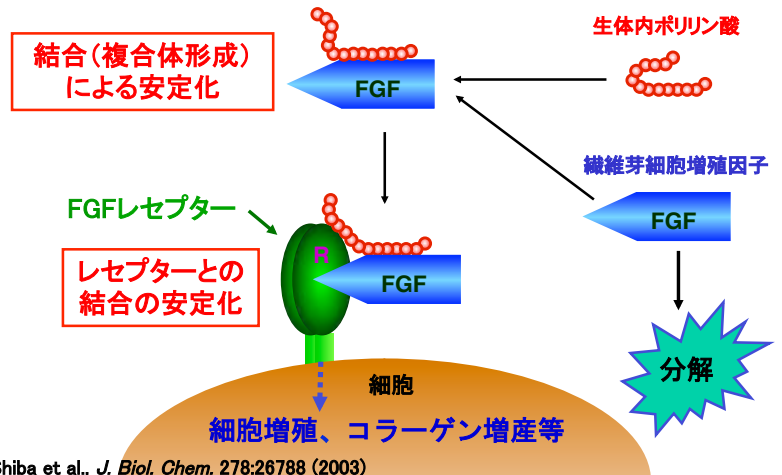 生体内ポリリン酸
結合(複合体形成)
による安定化
FGF
繊維芽細胞増殖因子
FGF
FGFレセプター
R
レセプターとの
結合の安定化
FGF
分解
細胞
細胞増殖、コラーゲン増産等
Shiba et al., J. Biol. Chem. 278:26788 (2003)